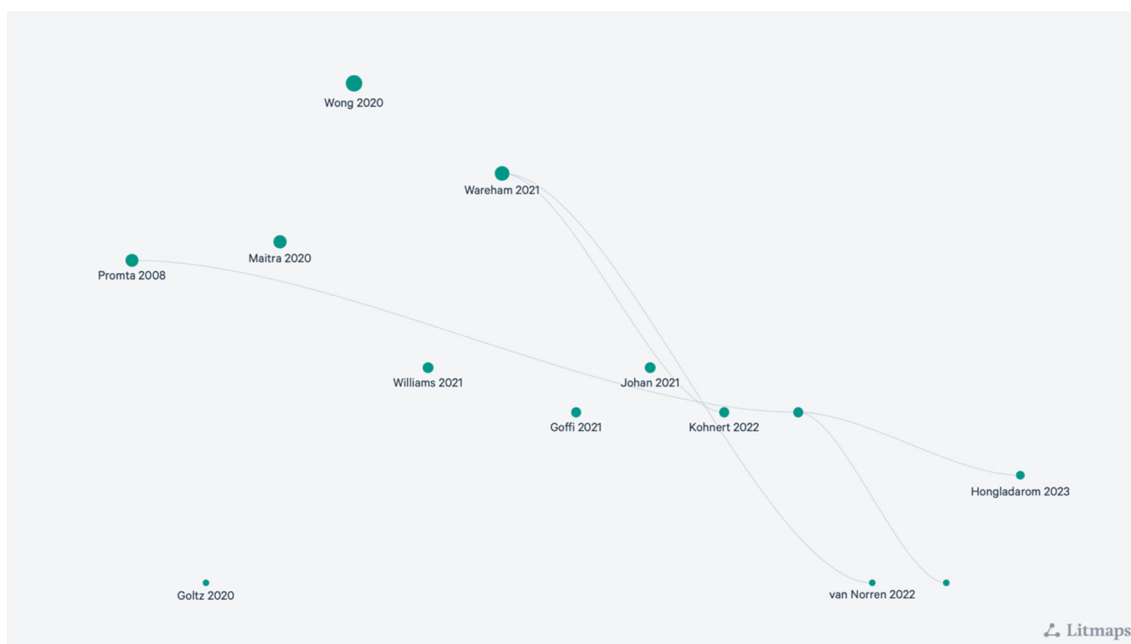 Wong 2020
Wareham 2021
Maitra 2020
Promta 2008
Williams 2021
Johan 2021
Goffi 2021
Kohnert 2022
Hongladarom 2023
Goltz 2020
van Norren 2022
Litmaps